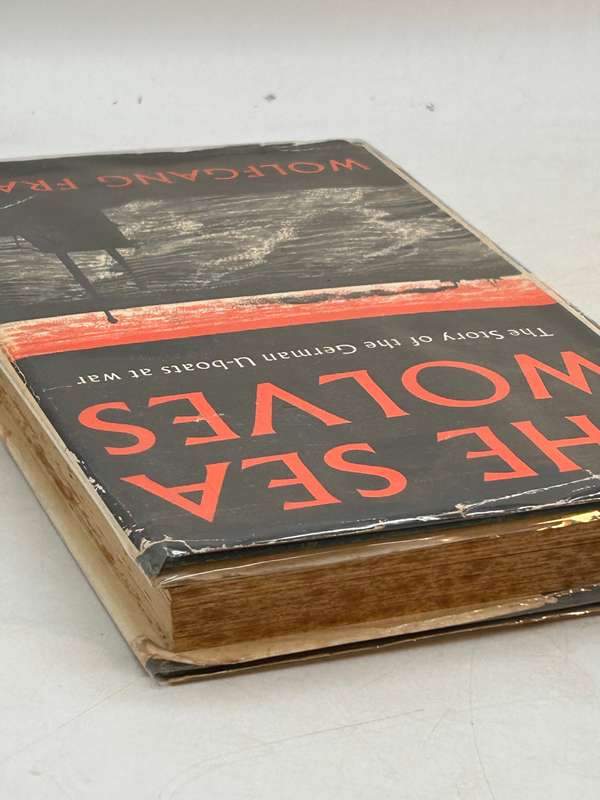 HE SEA
WOLVES
The Story of the German U-boats at war
WOLFGANG FRA